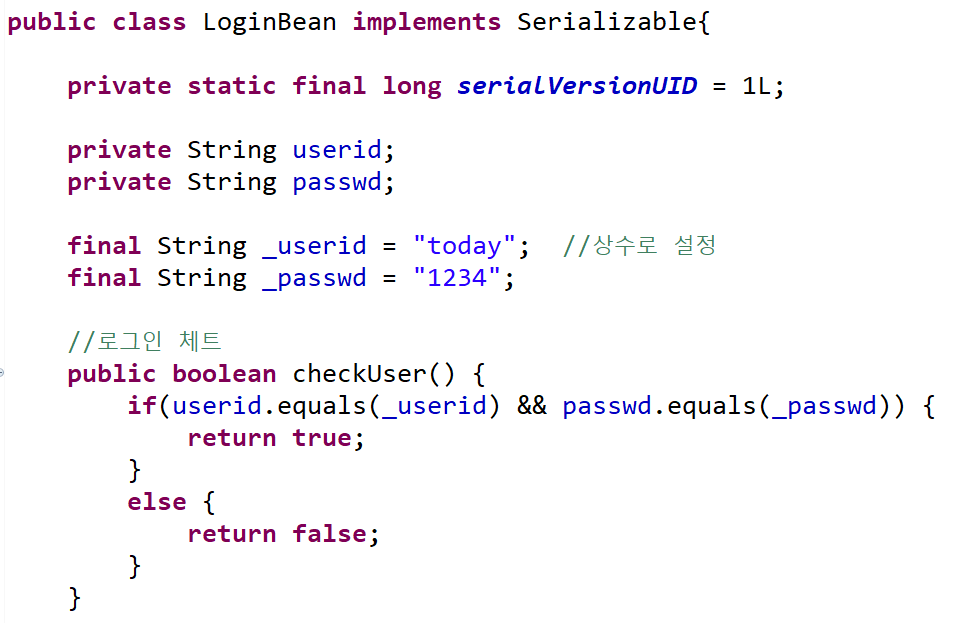 public class LoginBean implements Serializable{
private static final long serialVersionUID = 1L;
private String userid;
private String passwd;
final String _userid = "today";  //상수로 설정
final String _passwd = "1234";
//로그인 체트
public boolean checkUser() {
if(userid.equals(_userid) && passwd.equals(_passwd)) {
return true;
}
else {
return false;
}
}